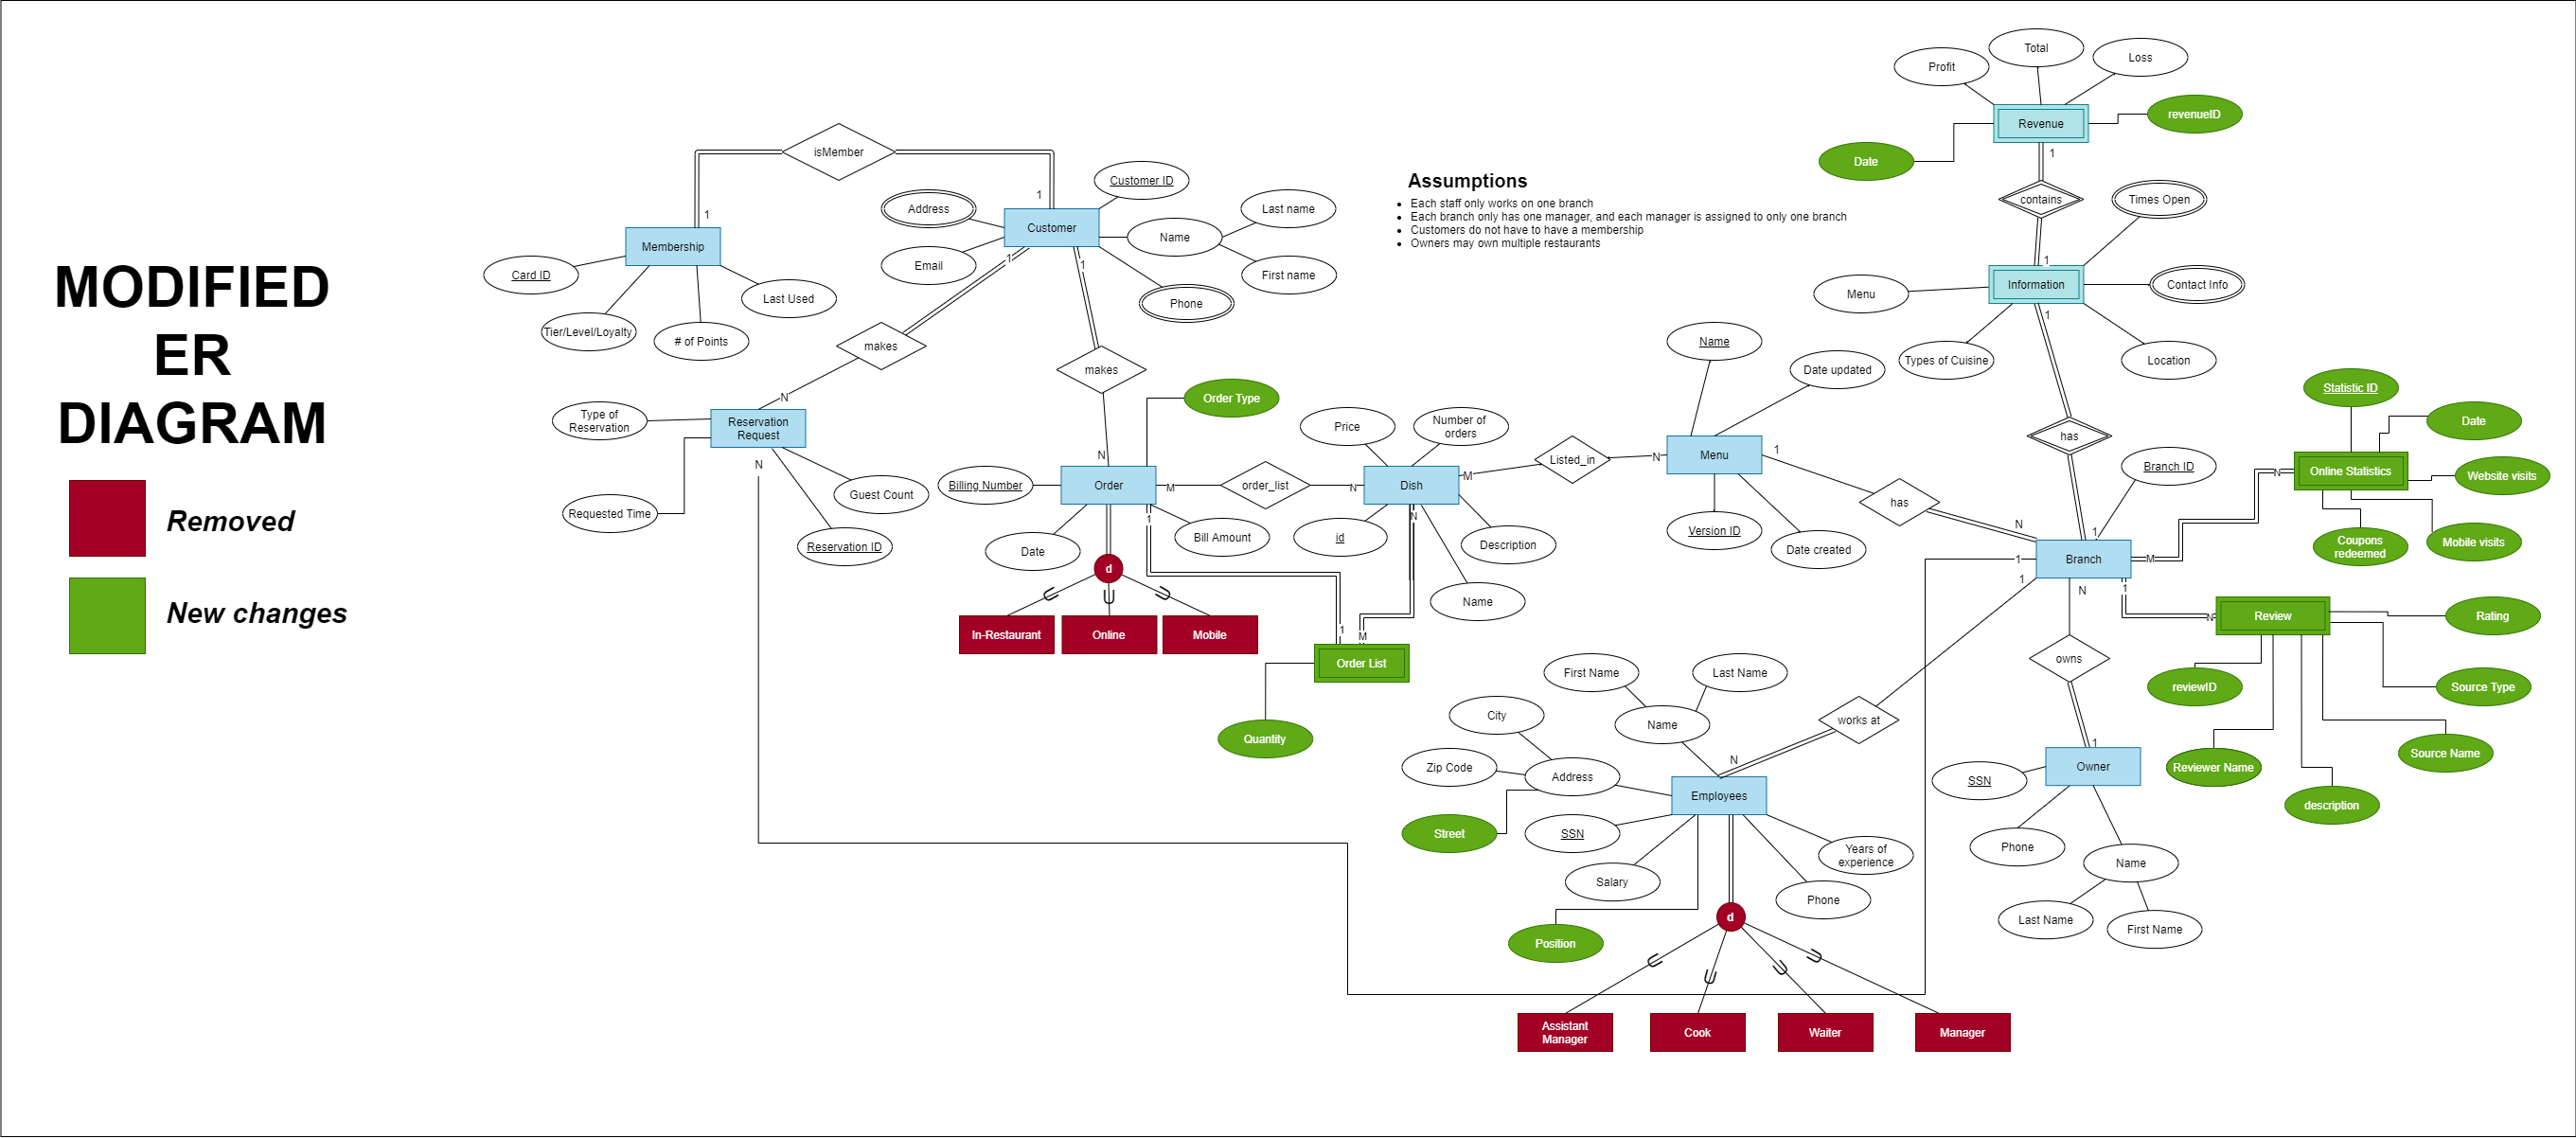 MODIFIED
ER
DIAGRAM
Removed
New changes
isMember
1
1
Membership
Card ID
Tier/Level/Loyalty
# of Points
Last Used
Customer
Customer ID
Address
Email
Name
Last name
First name
Phone
1
1
makes
makes
N
N
Type of
Reservation
Reservation
Request
Requested Time
N
Guest Count
Reservation ID
Order Type
Billing Number
Order
M
order_list
N
Dish
M
Date
1
Bill Amount
d
In-Restaurant
Online
Mobile
Price
Number of
orders
id
N
Description
Name
1
M
Order List
Quantity
Assumptions
Each staff only works on one branch
Each branch only has one manager, and each manager is assigned to only one branch
Customers do not have to have a membership
Owners may own multiple restaurants
Listed_in
N
Menu
1
Name
Date updated
Version ID
Date created
has
N
Profit
Total
Loss
Revenue
revenueID
Date
1
contains
1
Times Open
Information
Menu
Contact Info
1
Types of Cuisine
Location
has
1
Branch ID
Branch
1
1
N
M
1
Statistic ID
Date
N
Online Statistics
Website visits
Coupons
redeemed
Mobile visits
N
Review
Rating
reviewID
Source Type
Reviewer Name
Source Name
description
owns
1
Owner
SSN
Phone
Name
Last Name
First Name
works at
N
First Name
Last Name
Name
City
Zip Code
Address
Street
Employees
SSN
Salary
Years of
experience
Phone
Position
d
Assistant
Manager
Cook
Waiter
Manager